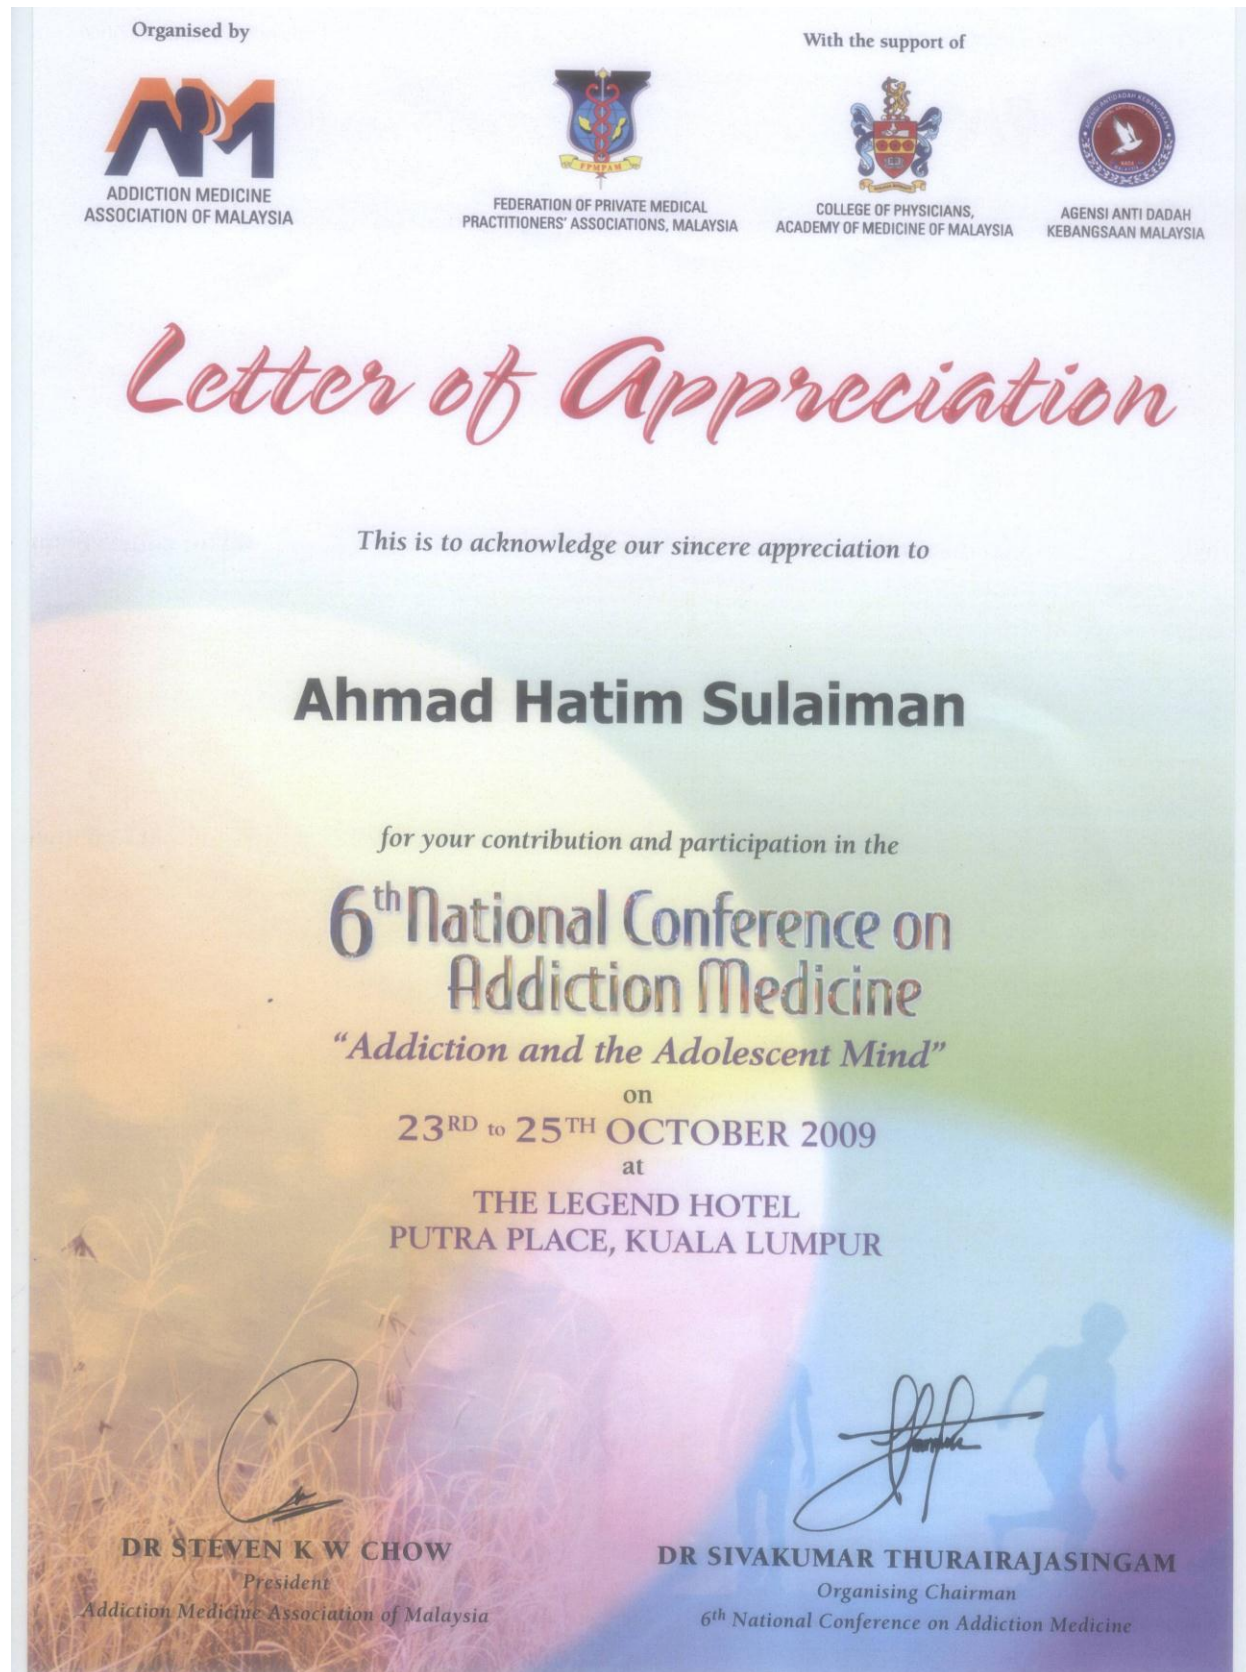 Organised by
With the support of
ADDICTION MEDICINE
ASSOCIATION OF MALAYSIA
FPMPAM
FEDERATION OF PRIVATE MEDICAL
PRACTITIONERS' ASSOCIATIONS, MALAYSIA
COLLEGE OF PHYSICIANS,
ACADEMY OF MEDICINE OF MALAYSIA
AGENSI ANTIDADAH KEBANGSAAN
AGENSI ANTI DADAH
KEBANGSAAN MALAYSIA
Letter of Appreciation
This is to acknowledge our sincere appreciation to
Ahmad Hatim Sulaiman
for your contribution and participation in the
6th National Conference on
Addiction Medicine
“Addiction and the Adolescent Mind”
on
23RD to 25TH OCTOBER 2009
at
THE LEGEND HOTEL
PUTRA PLACE, KUALA LUMPUR
DR STEVEN K W CHOW
President
Addiction Medicine Association of Malaysia
DR SIVAKUMAR THURAIRAJASINGAM
Organising Chairman
6th National Conference on Addiction Medicine